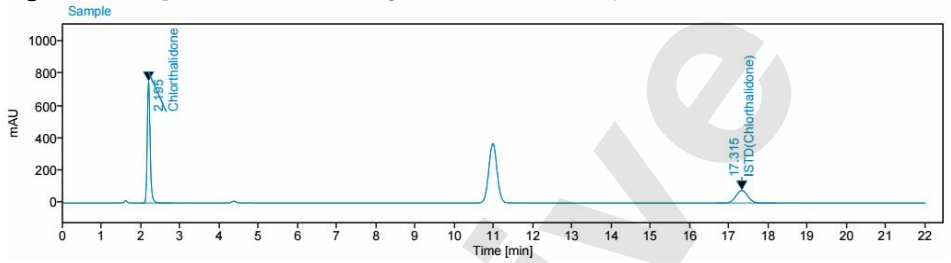 Sample
1000
800
600
400
200
0
mAU
2.195
Chlorthalidone
17.315
ISTD(Chlorthalidone)
0 1 2 3 4 5 6 7 8 9 10 11 12 13 14 15 16 17 18 19 20 21 22
Time [min]